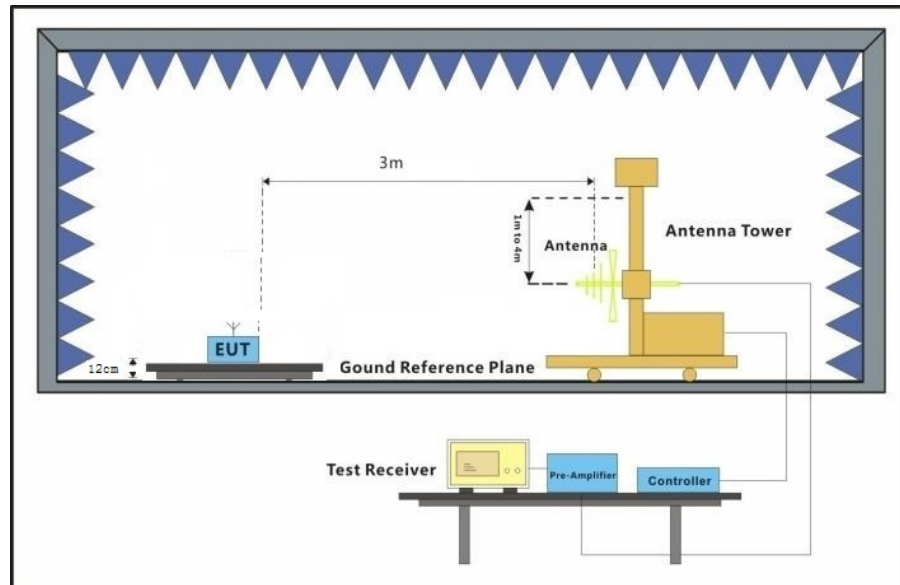 3m
1m to 4m
Antenna
Antenna Tower
EUT
12cm
Gound Reference Plane
Test Receiver
Pre-Amplifier
Controller